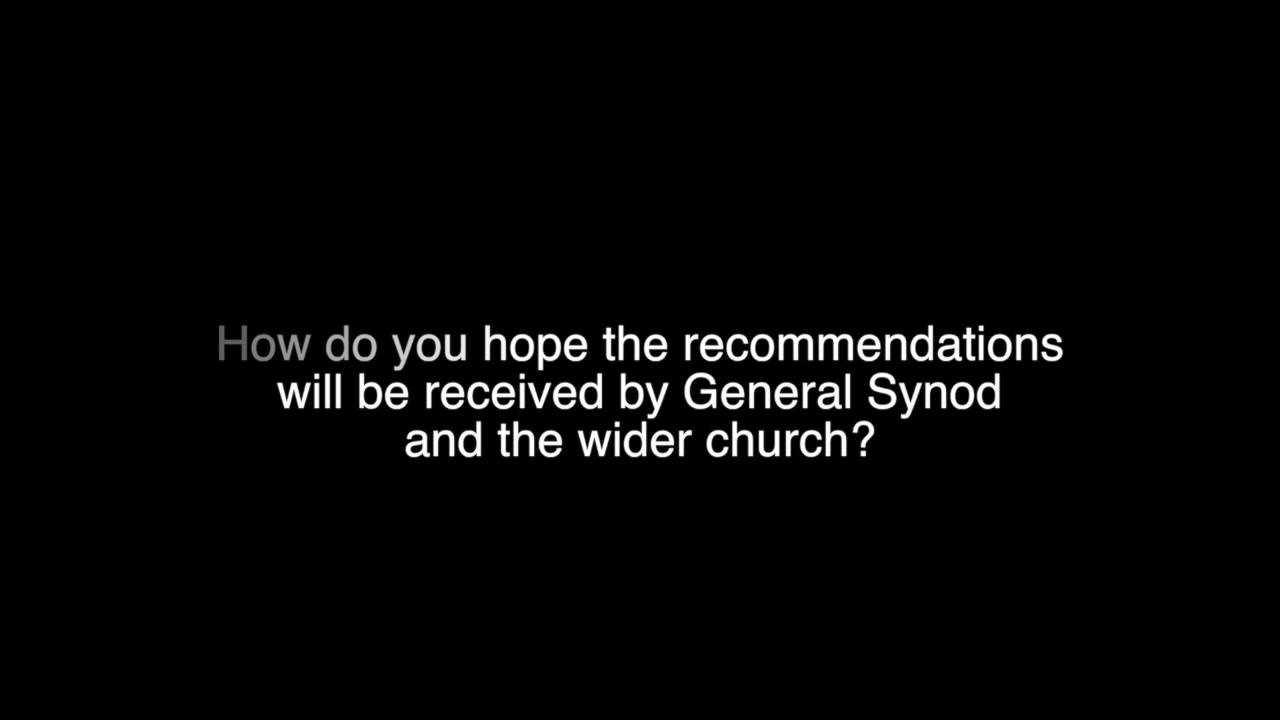 How do you hope the recommendations
will be received by General Synod
and the wider church?